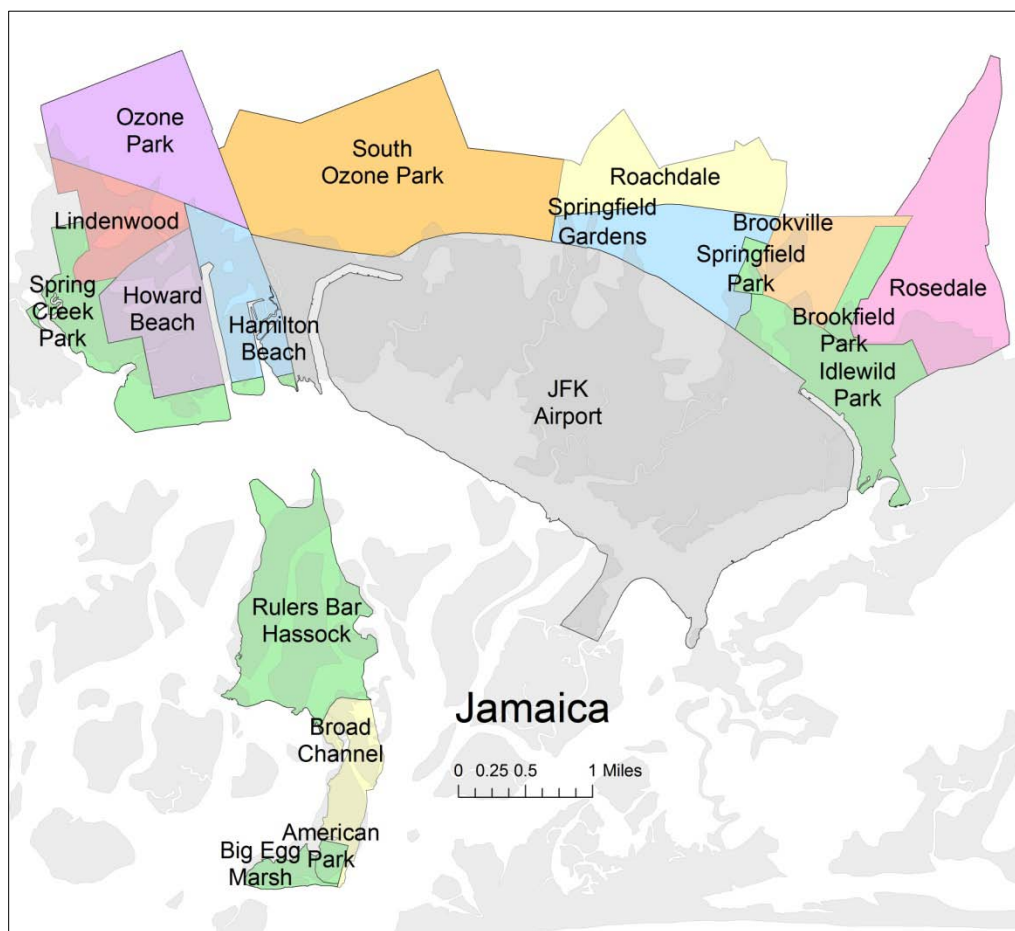 Ozone
Park
South
Ozone Park
Roachdale
Lindenwood
Springfield
Gardens
Brookville
Springfield
Park
Spring
Creek
Park
Howard
Beach
Hamilton
Beach
Rosedale
Brookfield
Park
Idlewild
Park
JFK
Airport
Rulers Bar
Hassock
Jamaica
Broad
Channel
0 0.25 0.5 1 Miles
American
Park
Big Egg
Marsh